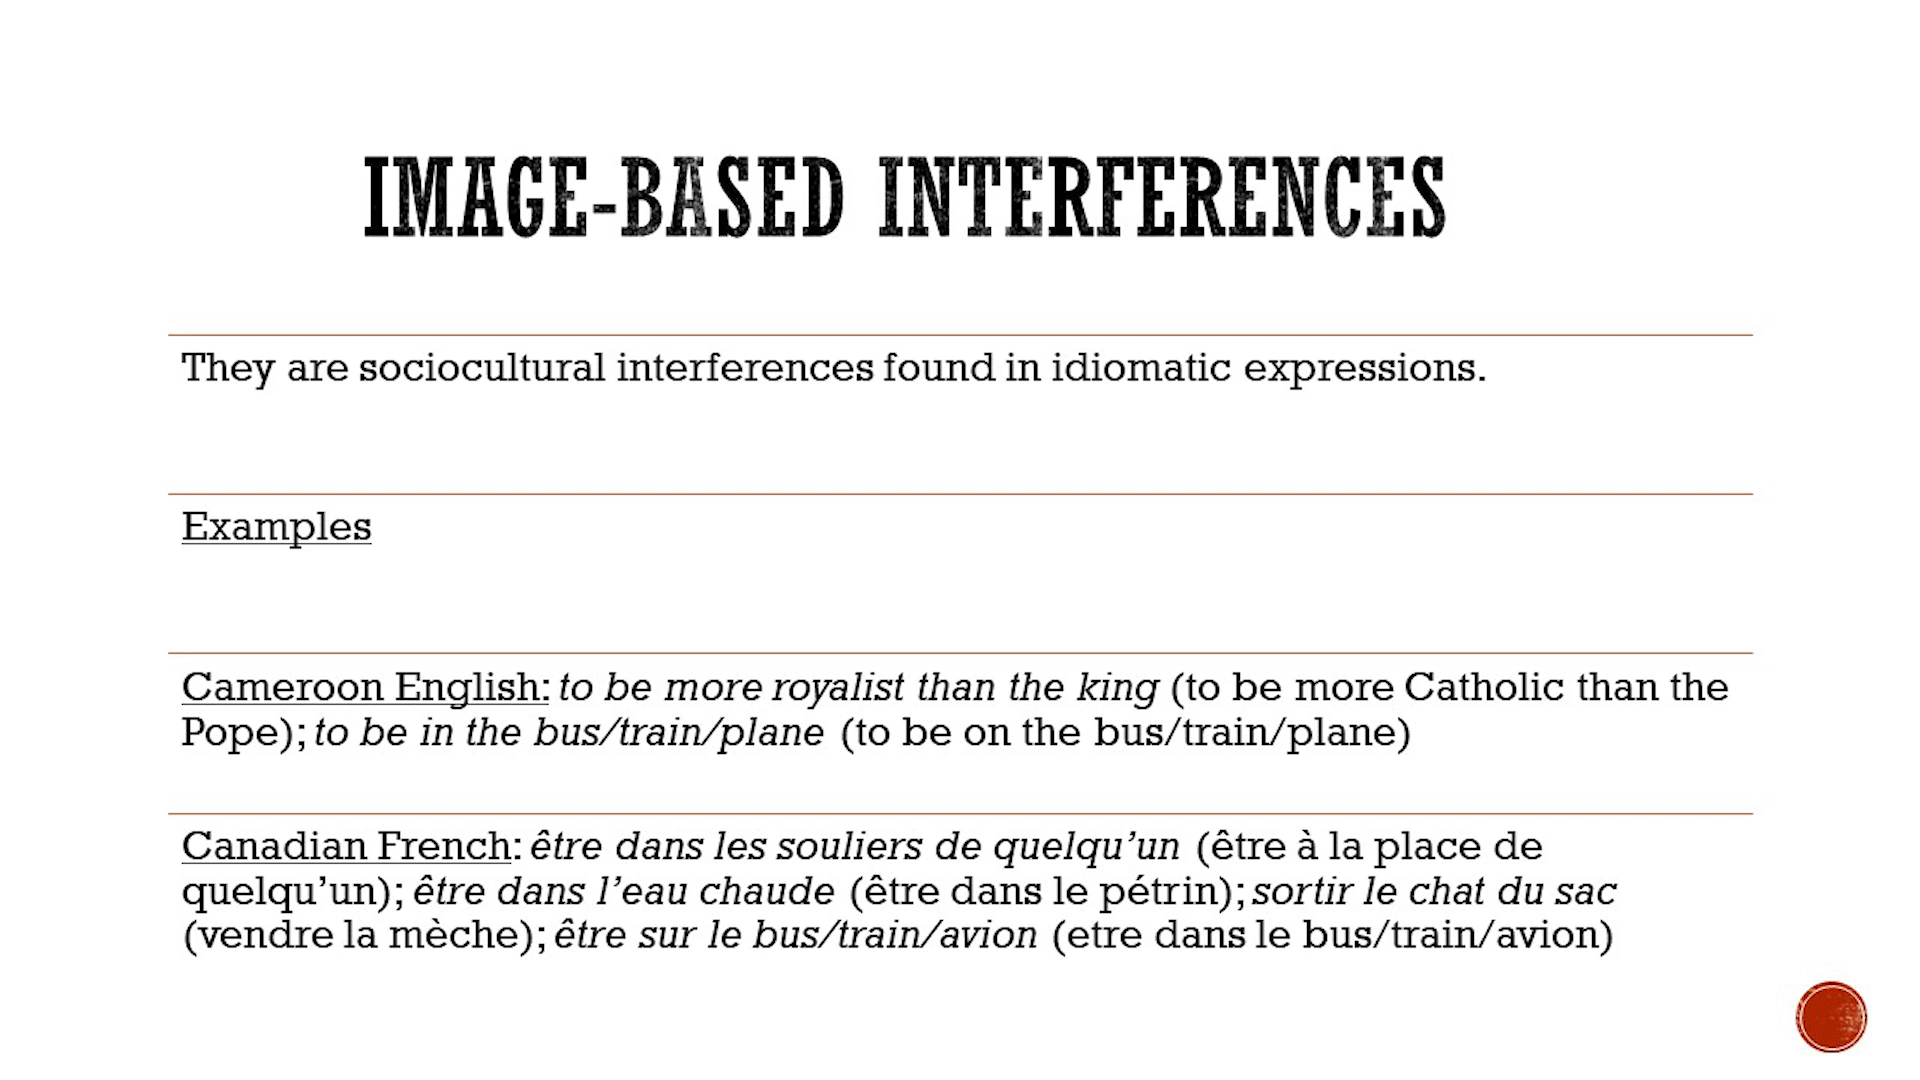 IMAGE-BASED INTERFERENCES
They are sociocultural interferences found in idiomatic expressions.
Examples
Cameroon English: to be more royalist than the king (to be more Catholic than the
Pope); to be in the bus/train/plane (to be on the bus/train/plane)
Canadian French: être dans les souliers de quelqu’un (être à la place de
quelqu’un); être dans l’eau chaude (être dans le pétrin); sortir le chat du sac
(vendre la mèche); être sur le bus/train/avion (etre dans le bus/train/avion)